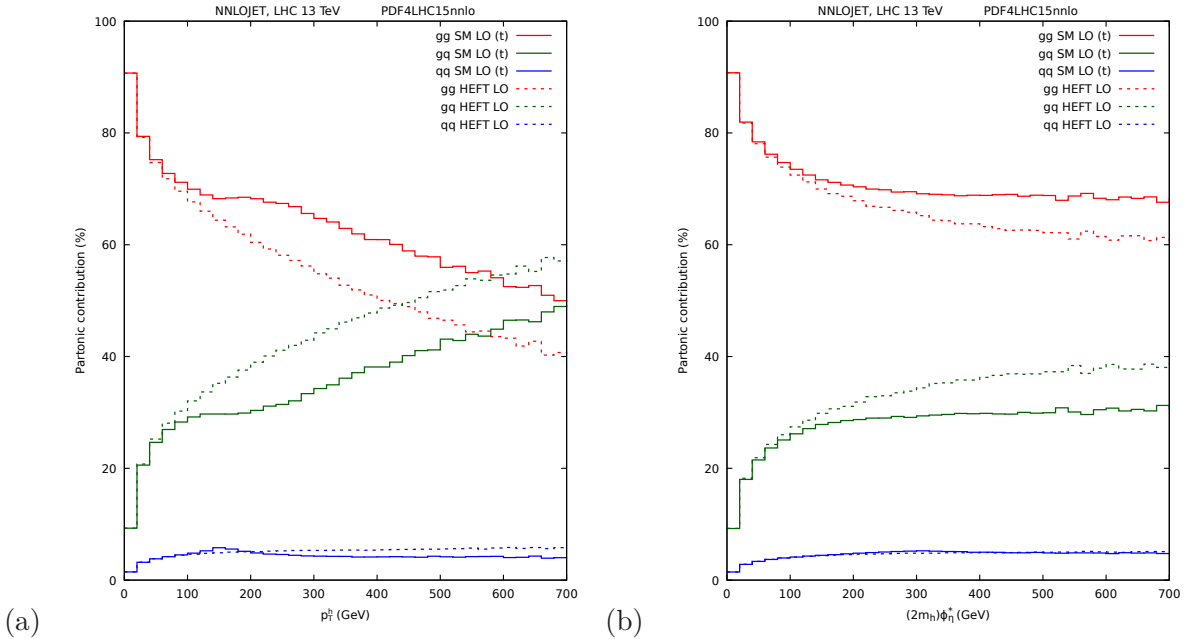 NNLOJET, LHC 13 TeV PDF4LHC15nnlo
100
80
60
40
20
0
Partonic contribution (%)
gg SM LO (t)
gq SM LO (t)
qq SM LO (t)
gg HEFT LO
gq HEFT LO
qq HEFT LO
0 100 200 300 400 500 600 700
p_T^h (GeV)
(a)
NNLOJET, LHC 13 TeV PDF4LHC15nnlo
100
80
60
40
20
0
Partonic contribution (%)
gg SM LO (t)
gq SM LO (t)
qq SM LO (t)
gg HEFT LO
gq HEFT LO
qq HEFT LO
0 100 200 300 400 500 600 700
(2m_h)ϕ_η^* (GeV)
(b)